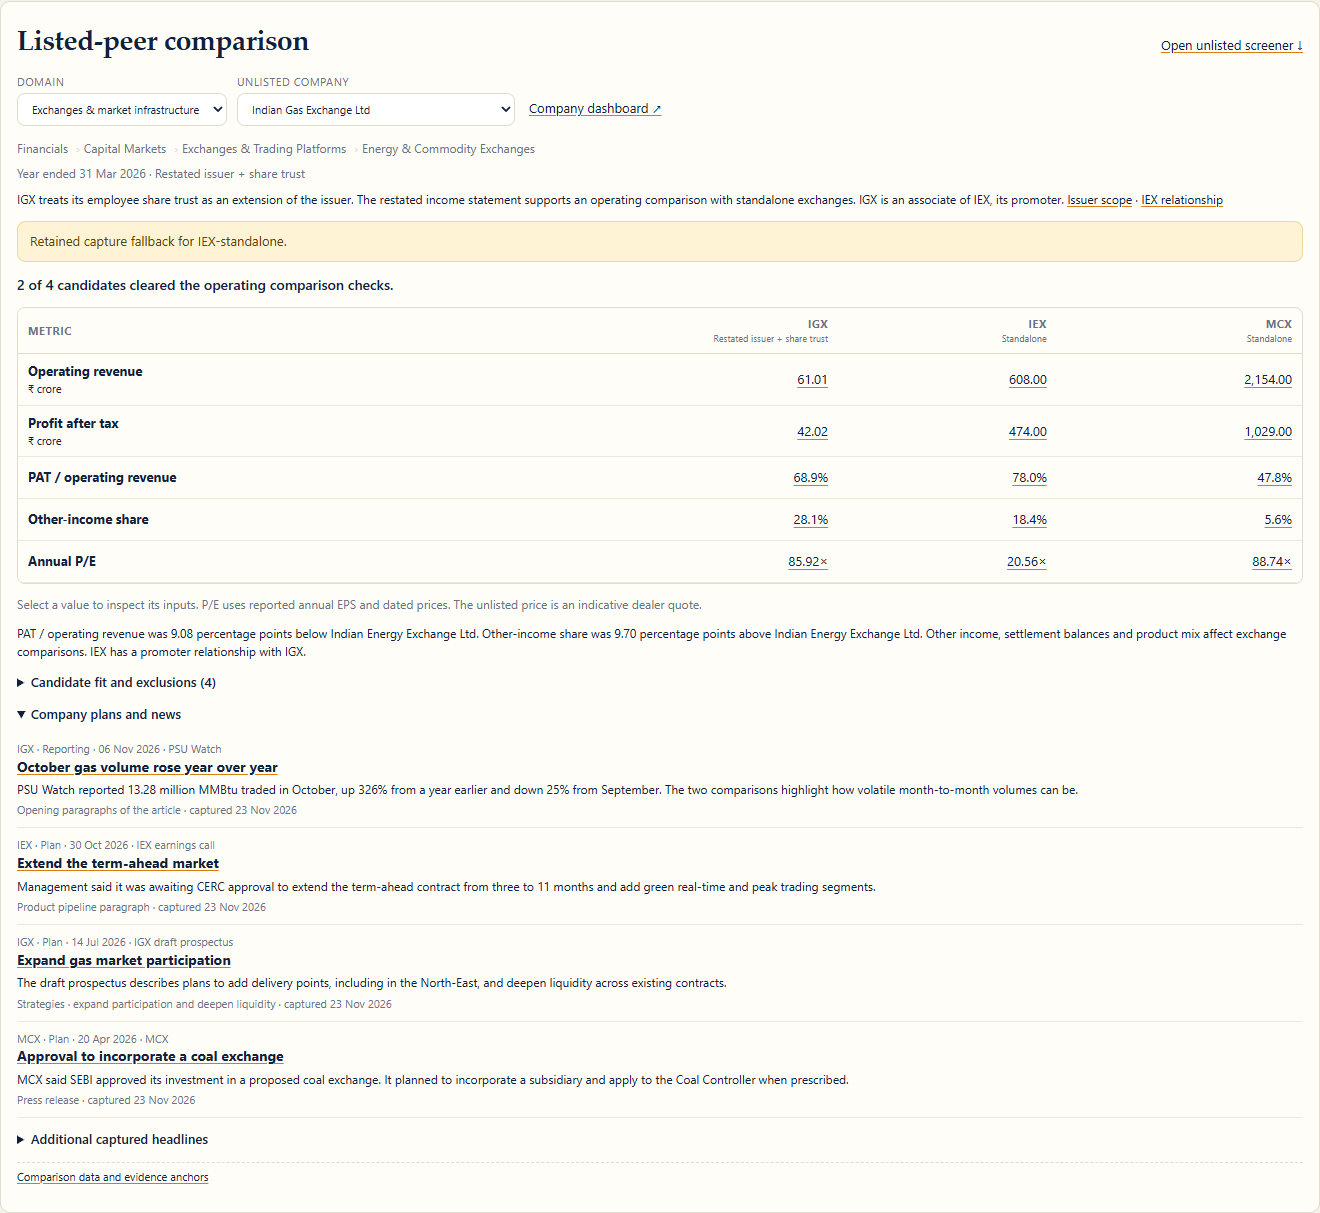 Listed-peer comparison
Open unlisted screener ↓
DOMAIN
UNLISTED COMPANY
Exchanges & market infrastructure
Indian Gas Exchange Ltd
Company dashboard ↗
Financials › Capital Markets › Exchanges & Trading Platforms › Energy & Commodity Exchanges
Year ended 31 Mar 2026 · Restated issuer + share trust
IGX treats its employee share trust as an extension of the issuer. The restated income statement supports an operating comparison with standalone exchanges. IGX is an associate of IEX, its promoter. Issuer scope · IEX relationship
Retained capture fallback for IEX-standalone.
2 of 4 candidates cleared the operating comparison checks.
METRIC
IGX
Restated issuer + share trust
IEX
Standalone
MCX
Standalone
Operating revenue
₹ crore
61.01
608.00
2,154.00
Profit after tax
₹ crore
42.02
474.00
1,029.00
PAT / operating revenue
68.9%
78.0%
47.8%
Other-income share
28.1%
18.4%
5.6%
Annual P/E
85.92×
20.56×
88.74×
Select a value to inspect its inputs. P/E uses reported annual EPS and dated prices. The unlisted price is an indicative dealer quote.
PAT / operating revenue was 9.08 percentage points below Indian Energy Exchange Ltd. Other-income share was 9.70 percentage points above Indian Energy Exchange Ltd. Other income, settlement balances and product mix affect exchange
comparisons. IEX has a promoter relationship with IGX.
▶ Candidate fit and exclusions (4)
▼ Company plans and news
IGX · Reporting · 06 Nov 2026 · PSU Watch
October gas volume rose year over year
PSU Watch reported 13.28 million MMBtu traded in October, up 326% from a year earlier and down 25% from September. The two comparisons highlight how volatile month-to-month volumes can be.
Opening paragraphs of the article · captured 23 Nov 2026
IEX · Plan · 30 Oct 2026 · IEX earnings call
Extend the term-ahead market
Management said it was awaiting CERC approval to extend the term-ahead contract from three to 11 months and add green real-time and peak trading segments.
Product pipeline paragraph · captured 23 Nov 2026
IGX · Plan · 14 Jul 2026 · IGX draft prospectus
Expand gas market participation
The draft prospectus describes plans to add delivery points, including in the North-East, and deepen liquidity across existing contracts.
Strategies · expand participation and deepen liquidity · captured 23 Nov 2026
MCX · Plan · 20 Apr 2026 · MCX
Approval to incorporate a coal exchange
MCX said SEBI approved its investment in a proposed coal exchange. It planned to incorporate a subsidiary and apply to the Coal Controller when prescribed.
Press release · captured 23 Nov 2026
▶ Additional captured headlines
Comparison data and evidence anchors